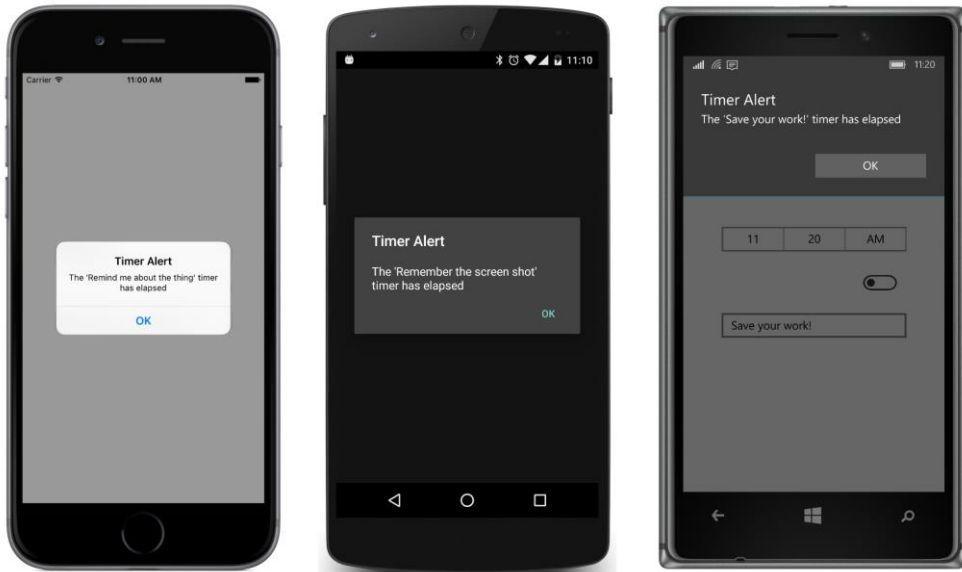 Carrier
11:00 AM
Timer Alert
The 'Remind me about the thing' timer
has elapsed
OK
11:10
Timer Alert
The 'Remember the screen shot'
timer has elapsed
OK
11:20
Timer Alert
The 'Save your work!' timer has elapsed
OK
11 20 AM
Save your work!